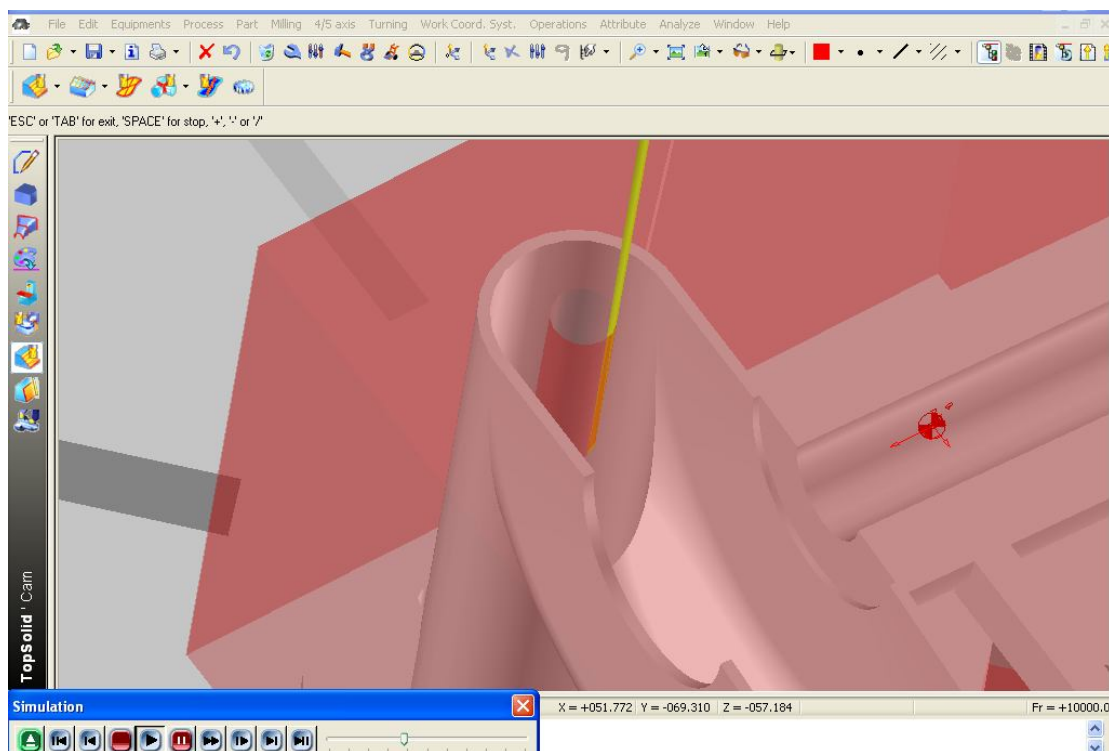 File Edit Equipments Process Part Milling 4/5 axis Turning Work Coord. Syst. Operations Attribute Analyze Window Help
'ESC' or 'TAB' for exit, 'SPACE' for stop, '+', '-' or '/'
TopSolid'Cam
Simulation
X = +051.772 Y = -069.310 Z = -057.184 Fr = +10000.0